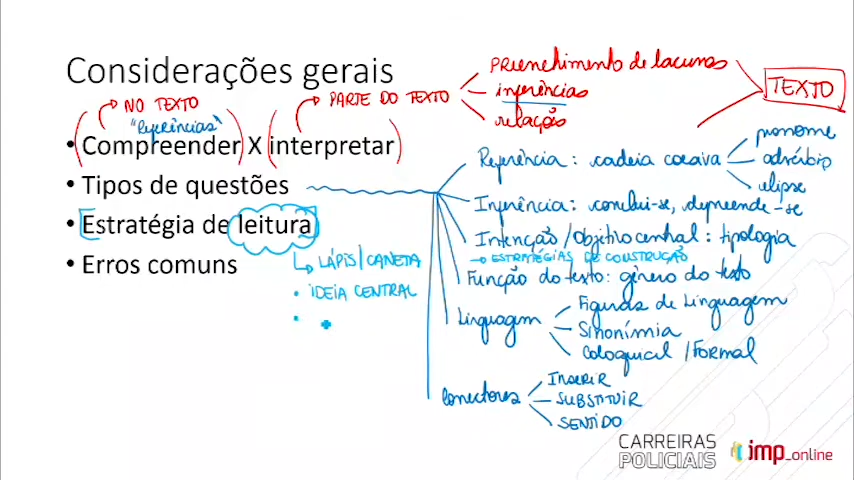 Considerações gerais
NO TEXTO
"Referências"
PARTE DO TEXTO
preenchimento de lacunas
inferências
relação
TEXTO
• Compreender X interpretar
• Tipos de questões
• Estratégia de leitura
• Erros comuns
LÁPIS/CANETA
• IDEIA CENTRAL
•
Referência: cadeia coesiva
pronome
advérbio
elipse
Inferência: conclui-se, depreende-se
Intenção/Objetivo central: tipologia
→ ESTRATÉGIAS DE CONSTRUÇÃO
Função do texto: gênero do texto
Linguagem
Figuras de Linguagem
Sinonímia
Coloquial / Formal
Conectores
INSERIR
SUBSTITUIR
SENTIDO
CARREIRAS
POLICIAIS
imp_online